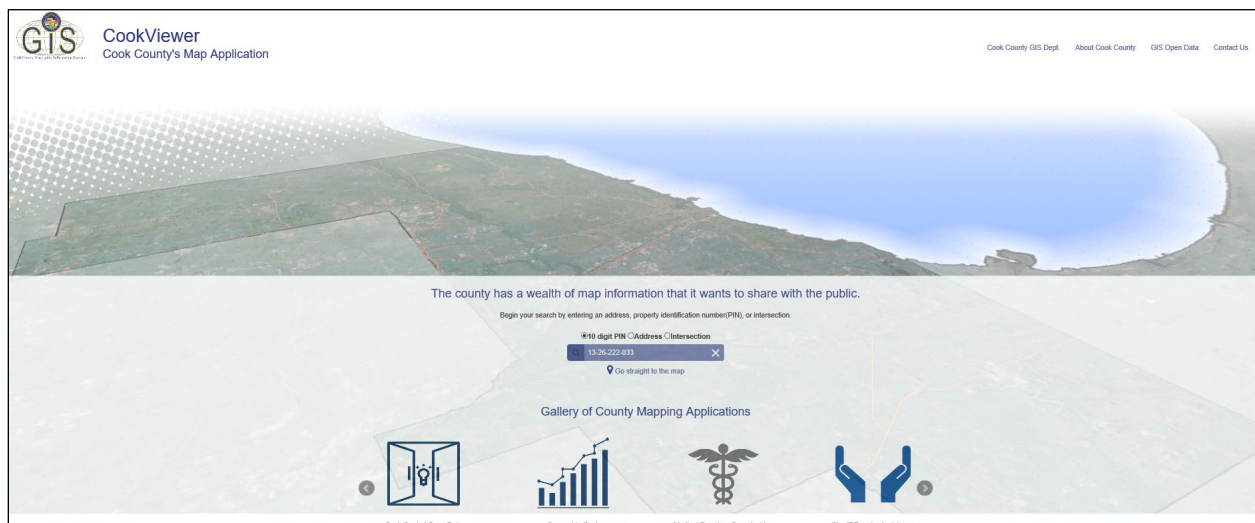 GIS
CookViewer
Cook County's Map Application
Cook County GIS Dept. About Cook County GIS Open Data Contact Us
The county has a wealth of map information that it wants to share with the public.
Begin your search by entering an address, property identification number(PIN), or intersection.
10 digit PIN Address Intersection
13-26-222-033
Go straight to the map
Gallery of County Mapping Applications